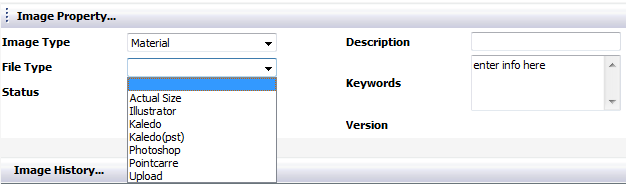 Image Property...
Image Type Material Description
File Type
enter info here
Keywords
Status
Actual Size
Illustrator
Kaledo
Kaledo(pst)
Photoshop
Pointcarre
Upload
Version
Image History...